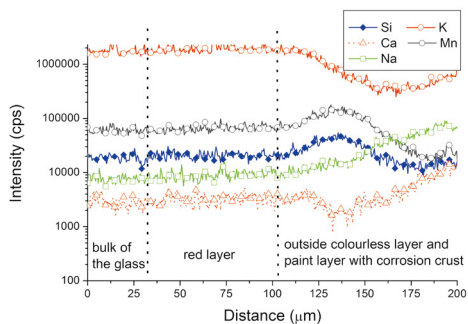 Si K
Ca Mn
Na
1000000
100000
10000
1000
100
Intensity (cps)
bulk of
the glass
red layer
outside colourless layer and
paint layer with corrosion crust
0 25 50 75 100 125 150 175 200
Distance (μm)